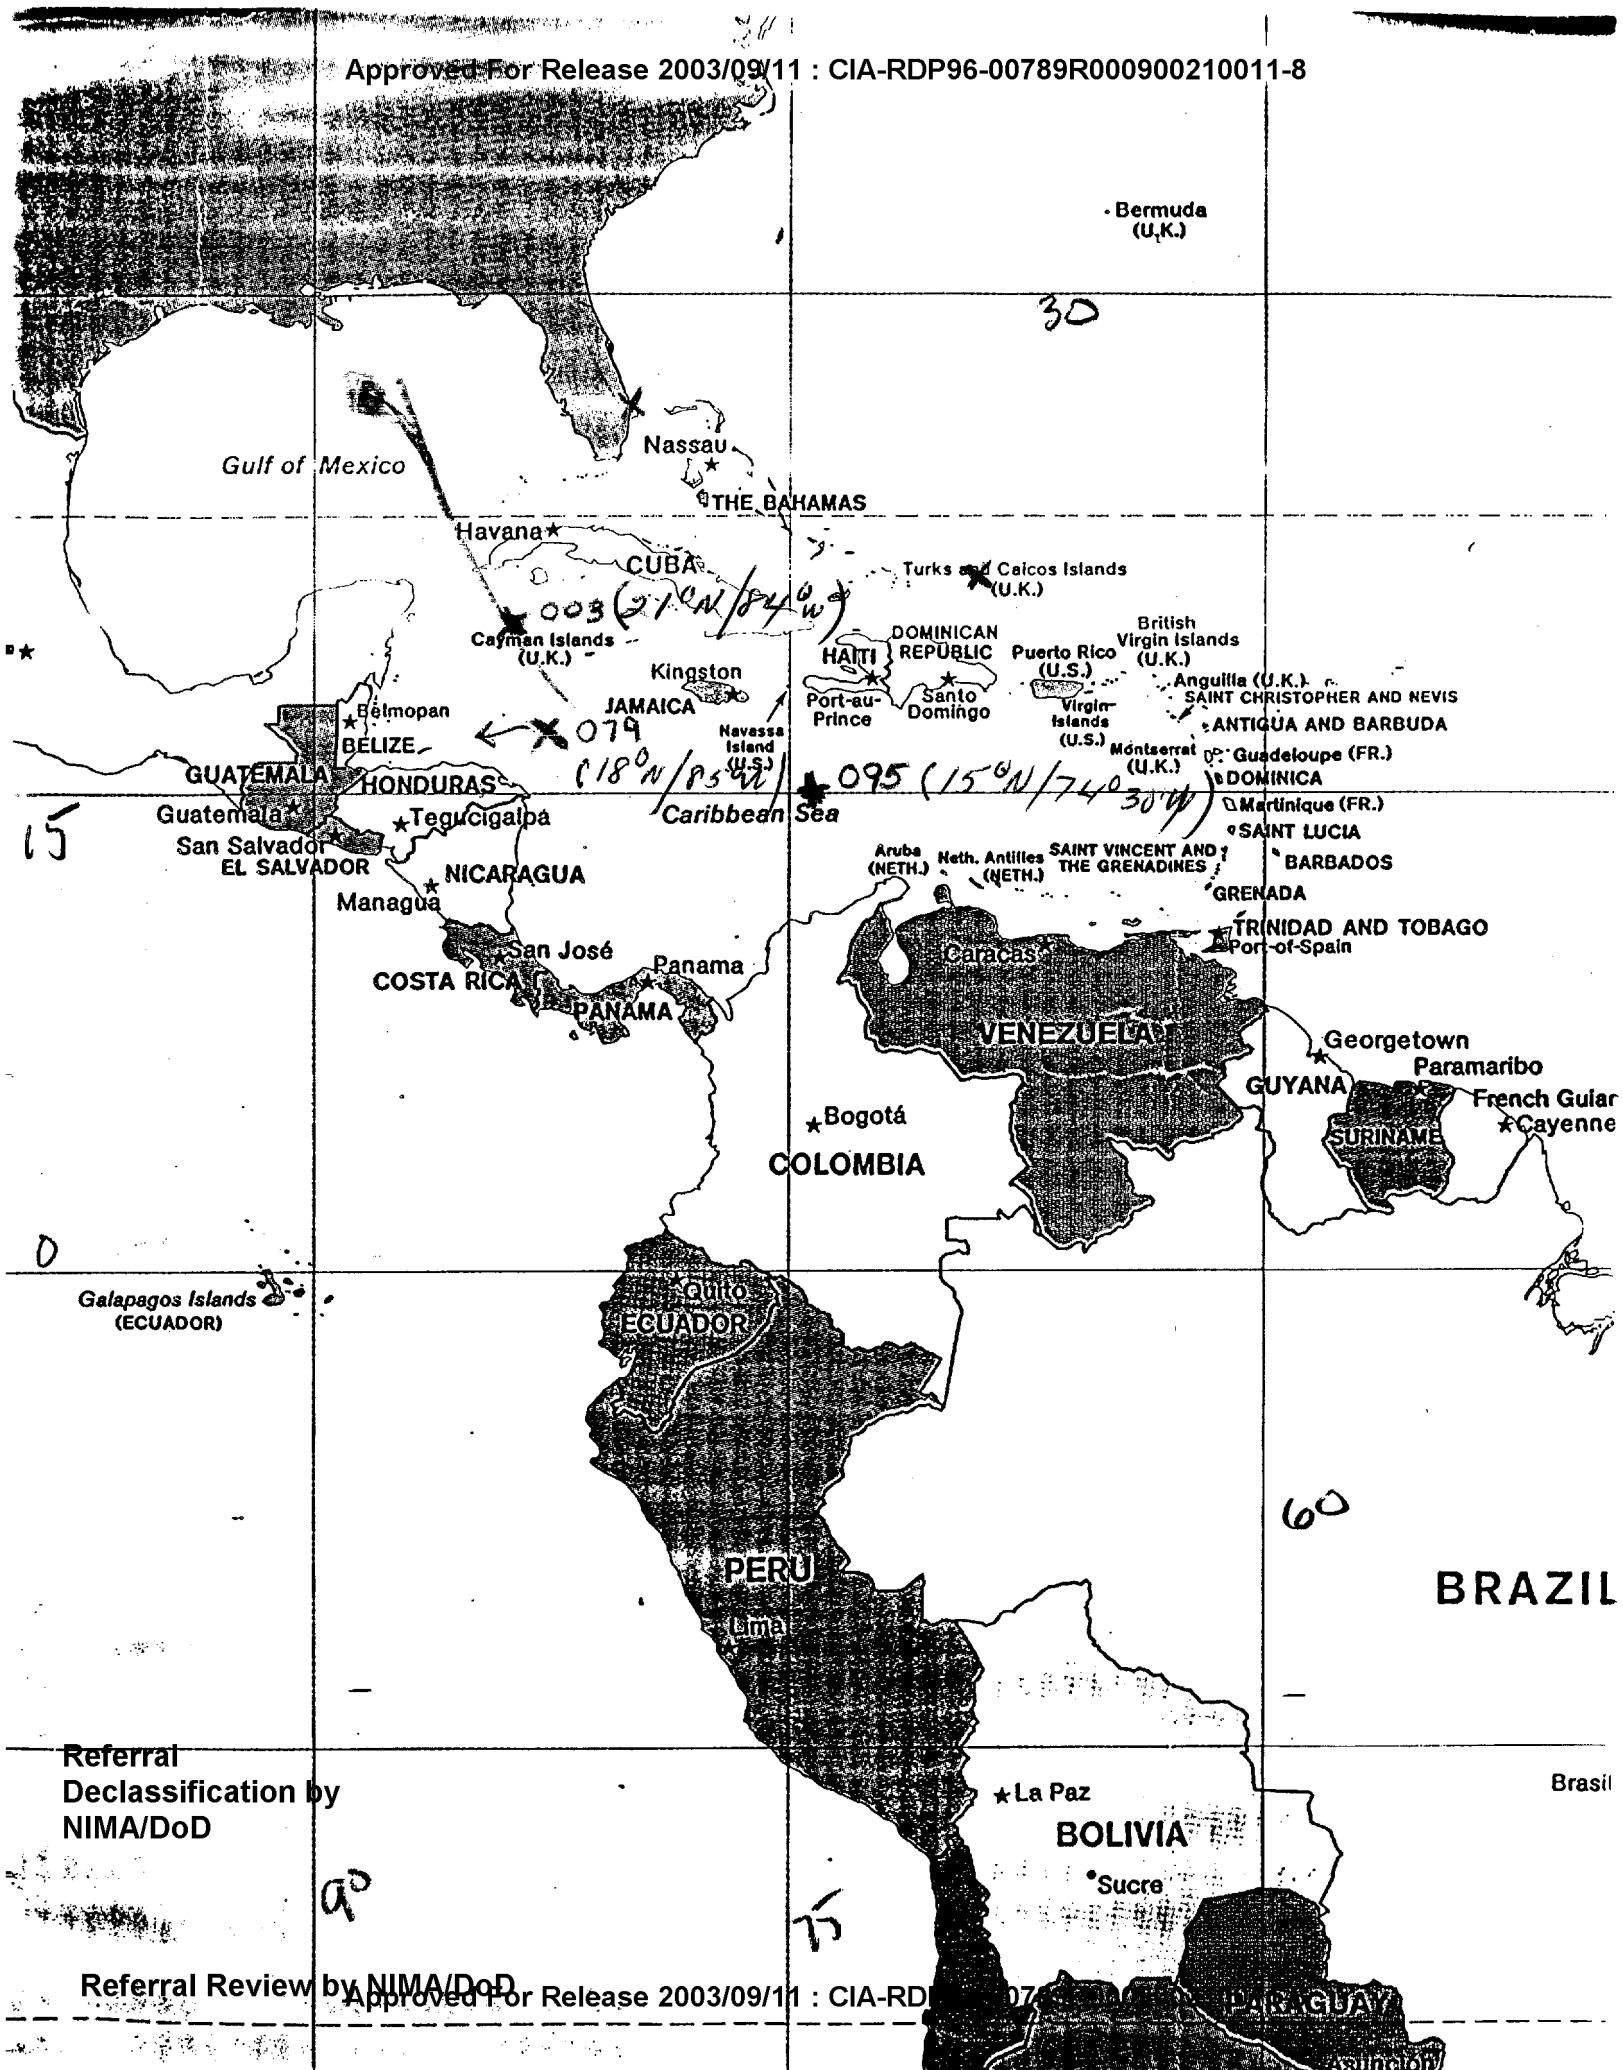 Approved For Release 2003/09/11 : CIA-RDP96-00789R000900210011-8
Bermuda
(U.K.)
30
Nassau
Gulf of Mexico
THE BAHAMAS
Havana
CUBA
Turks and Caicos Islands
(U.K.)
003 (21°N/84°W)
Cayman Islands
(U.K.)
HAITI
DOMINICAN
REPUBLIC
Puerto Rico
(U.S.)
British
Virgin Islands
(U.K.)
Kingston
JAMAICA
Port-au-
Prince
Santo
Domingo
Virgin
Islands
(U.S.)
Anguilla (U.K.)
SAINT CHRISTOPHER AND NEVIS
ANTIGUA AND BARBUDA
Belmopan
BELIZE
079
(18°N/83°W)
Navassa
Island
(U.S.)
Montserrat
(U.K.)
Guadeloupe (FR.)
DOMINICA
GUATEMALA
HONDURAS
095 (15°N/74°30'W)
Martinique (FR.)
Guatemala
Tegucigalpa
Caribbean Sea
15
San Salvador
EL SALVADOR
SAINT LUCIA
Aruba
(NETH.)
Neth. Antilles
(NETH.)
SAINT VINCENT AND
THE GRENADINES
BARBADOS
NICARAGUA
Managua
GRENADA
TRINIDAD AND TOBAGO
Port-of-Spain
San José
COSTA RICA
Panama
PANAMA
Caracas
VENEZUELA
Georgetown
GUYANA
Paramaribo
SURINAME
French Guiar
Cayenne
Bogotá
COLOMBIA
0
Galapagos Islands
(ECUADOR)
Quito
ECUADOR
60
PERU
Lima
BRAZIL
Referral
Declassification by
NIMA/DoD
La Paz
BOLIVIA
Sucre
Brasil
90
75
Referral Review by NIMA/DoD
Approved For Release 2003/09/11 : CIA-RD
PARAGUAY
Asunción